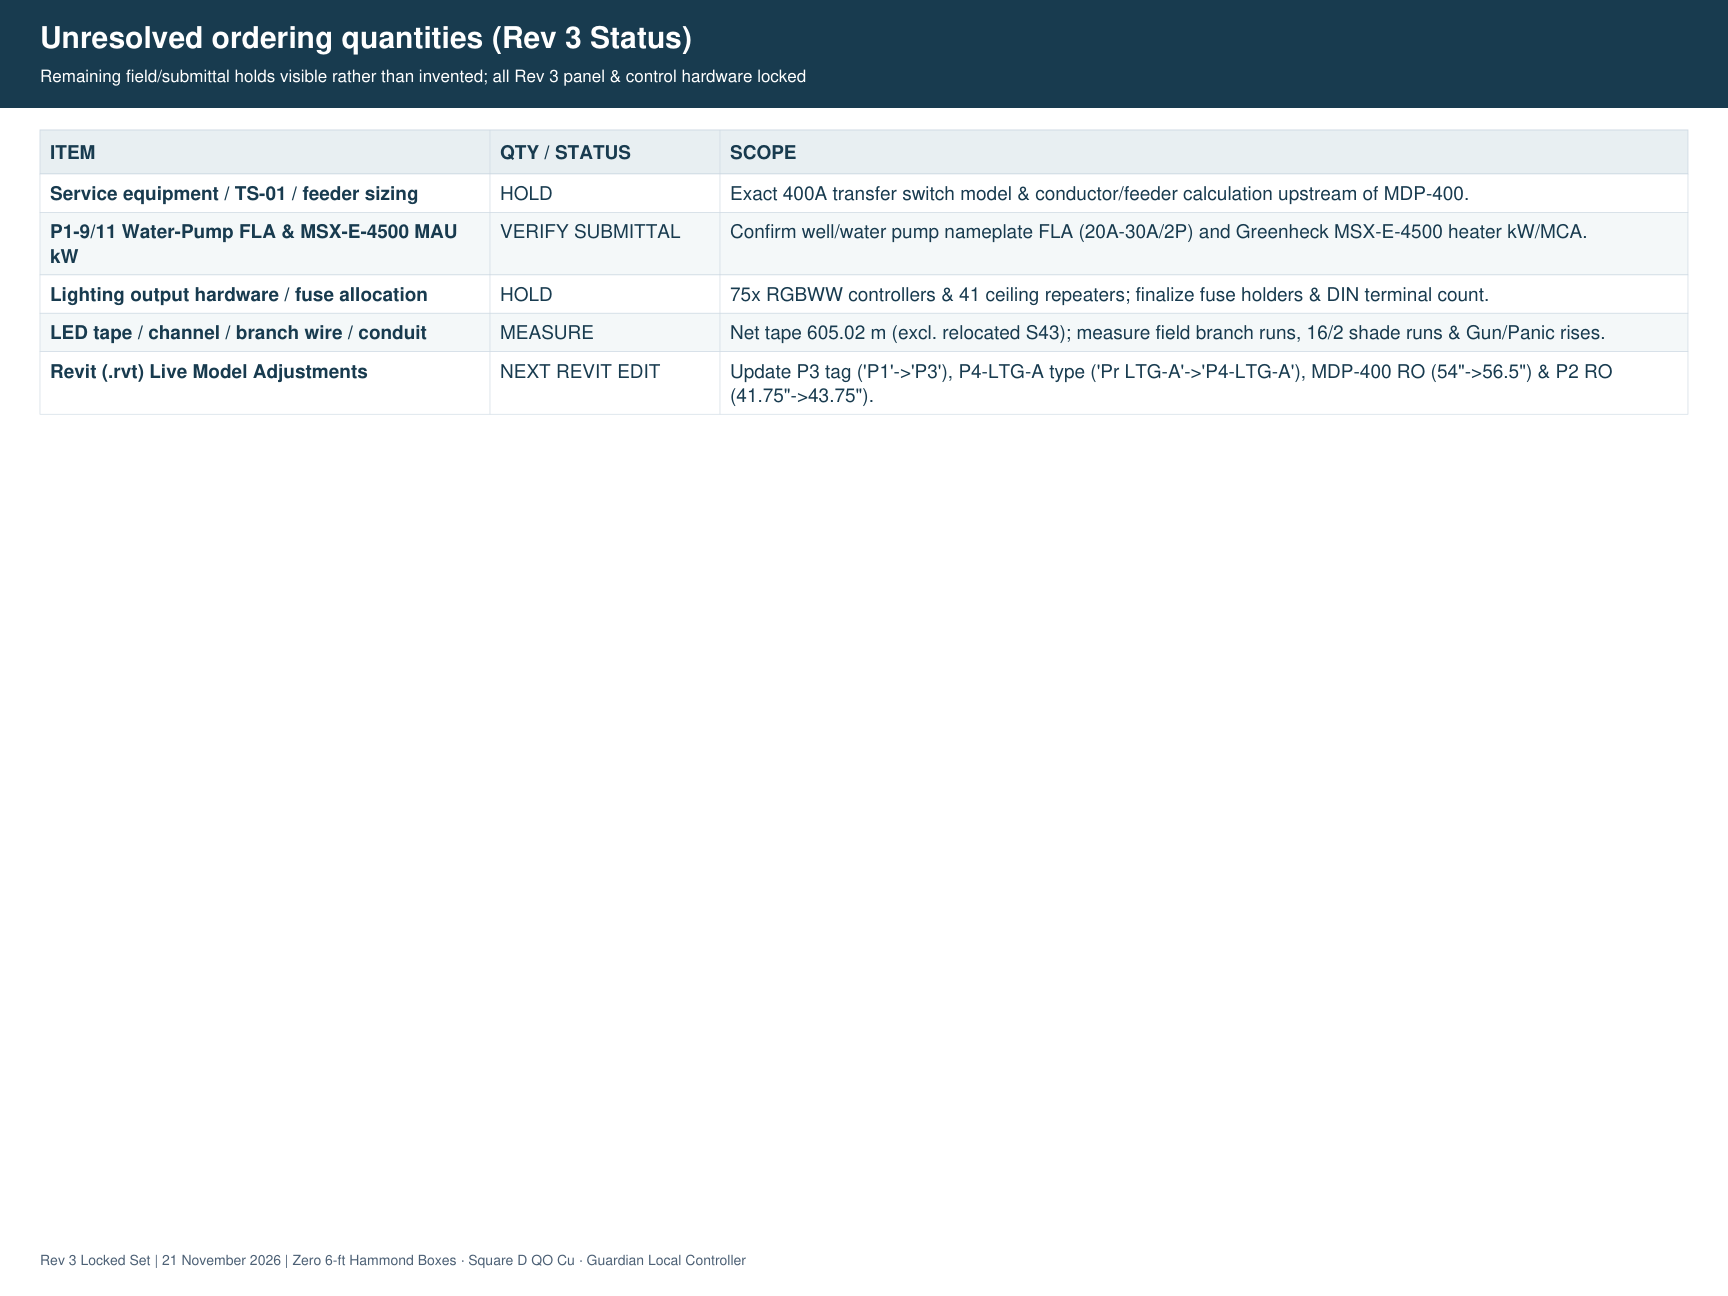 Unresolved ordering quantities (Rev 3 Status)
Remaining field/submittal holds visible rather than invented; all Rev 3 panel & control hardware locked
ITEM QTY / STATUS SCOPE
Service equipment / TS-01 / feeder sizing HOLD Exact 400A transfer switch model & conductor/feeder calculation upstream of MDP-400.
P1-9/11 Water-Pump FLA & MSX-E-4500 MAU VERIFY SUBMITTAL Confirm well/water pump nameplate FLA (20A-30A/2P) and Greenheck MSX-E-4500 heater kW/MCA.
kW
Lighting output hardware / fuse allocation HOLD 75x RGBWW controllers & 41 ceiling repeaters; finalize fuse holders & DIN terminal count.
LED tape / channel / branch wire / conduit MEASURE Net tape 605.02 m (excl. relocated S43); measure field branch runs, 16/2 shade runs & Gun/Panic rises.
Revit (.rvt) Live Model Adjustments NEXT REVIT EDIT Update P3 tag ('P1'->'P3'), P4-LTG-A type ('Pr LTG-A'->'P4-LTG-A'), MDP-400 RO (54"->56.5") & P2 RO
(41.75"->43.75").
Rev 3 Locked Set | 21 November 2026 | Zero 6-ft Hammond Boxes · Square D QO Cu · Guardian Local Controller